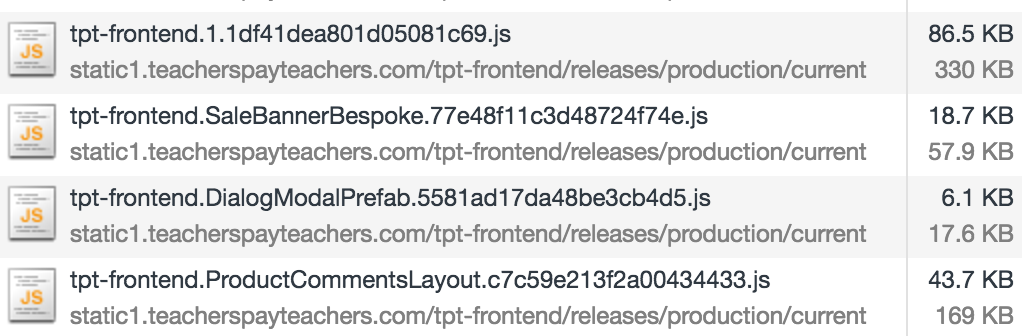 JS tpt-frontend.1.1df41dea801d05081c69.js 86.5 KB
static1.teacherspayteachers.com/tpt-frontend/releases/production/current 330 KB
JS tpt-frontend.SaleBannerBespoke.77e48f11c3d48724f74e.js 18.7 KB
static1.teacherspayteachers.com/tpt-frontend/releases/production/current 57.9 KB
JS tpt-frontend.DialogModalPrefab.5581ad17da48be3cb4d5.js 6.1 KB
static1.teacherspayteachers.com/tpt-frontend/releases/production/current 17.6 KB
JS tpt-frontend.ProductCommentsLayout.c7c59e213f2a00434433.js 43.7 KB
static1.teacherspayteachers.com/tpt-frontend/releases/production/current 169 KB